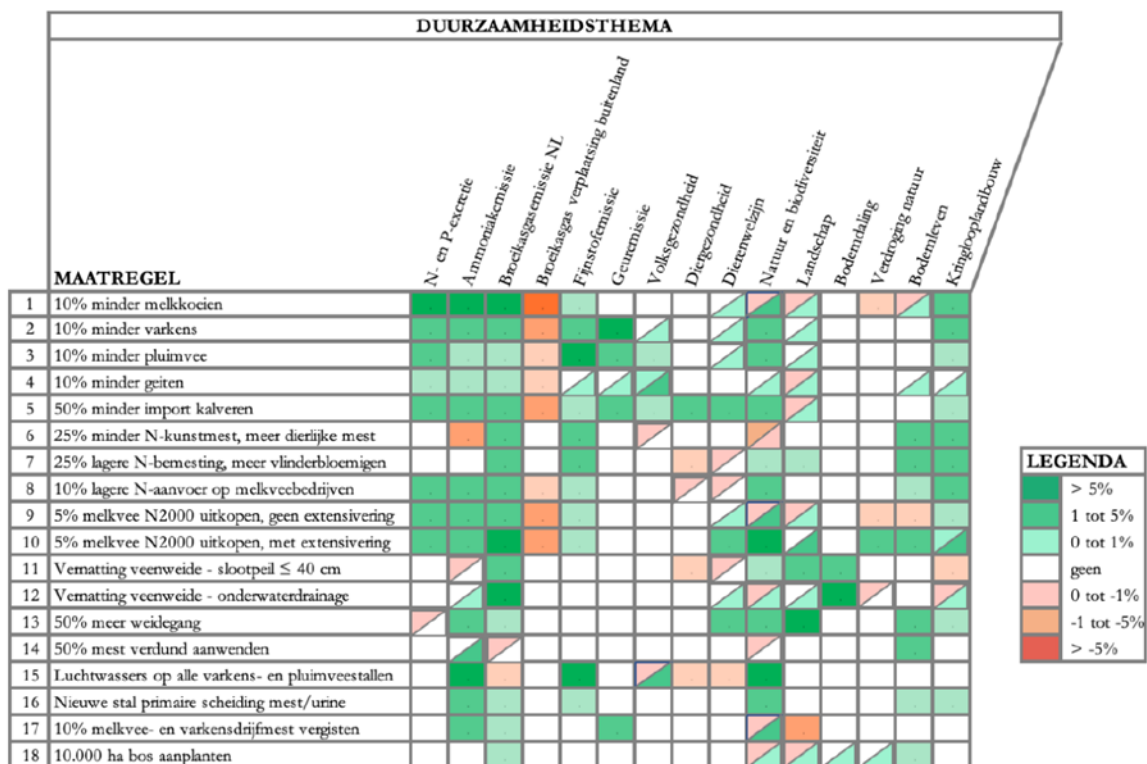 DUURZAAMHEIDSTHEMA
N- en P-excretie
Ammoniakemissie
Broeikasgasemissie NL
Broeikasgas verplaatsing buitenland
Fijnstofemissie
Geuremissie
Volksgezondheid
Diergezondheid
Dierenwelzijn
Natuur en biodiversiteit
Landschap
Bodemdaling
Verdroging natuur
Bodemleven
Kringlooplandbouw
MAATREGEL
1 10% minder melkkoeien
2 10% minder varkens
3 10% minder pluimvee
4 10% minder geiten
5 50% minder import kalveren
6 25% minder N-kunstmest, meer dierlijke mest
7 25% lagere N-bemesting, meer vlinderbloemigen
8 10% lagere N-aanvoer op melkveebedrijven
9 5% melkvee N2000 uitkopen, geen extensivering
10 5% melkvee N2000 uitkopen, met extensivering
11 Vernatting veenweide - slootpeil ≤ 40 cm
12 Vernatting veenweide - onderwaterdrainage
13 50% meer weidegang
14 50% mest verdund aanwenden
15 Luchtwassers op alle varkens- en pluimveestallen
16 Nieuwe stal primaire scheiding mest/urine
17 10% melkvee- en varkensdrijfmest vergisten
18 10.000 ha bos aanplanten
LEGENDA
> 5%
1 tot 5%
0 tot 1%
geen
0 tot -1%
-1 tot -5%
> -5%